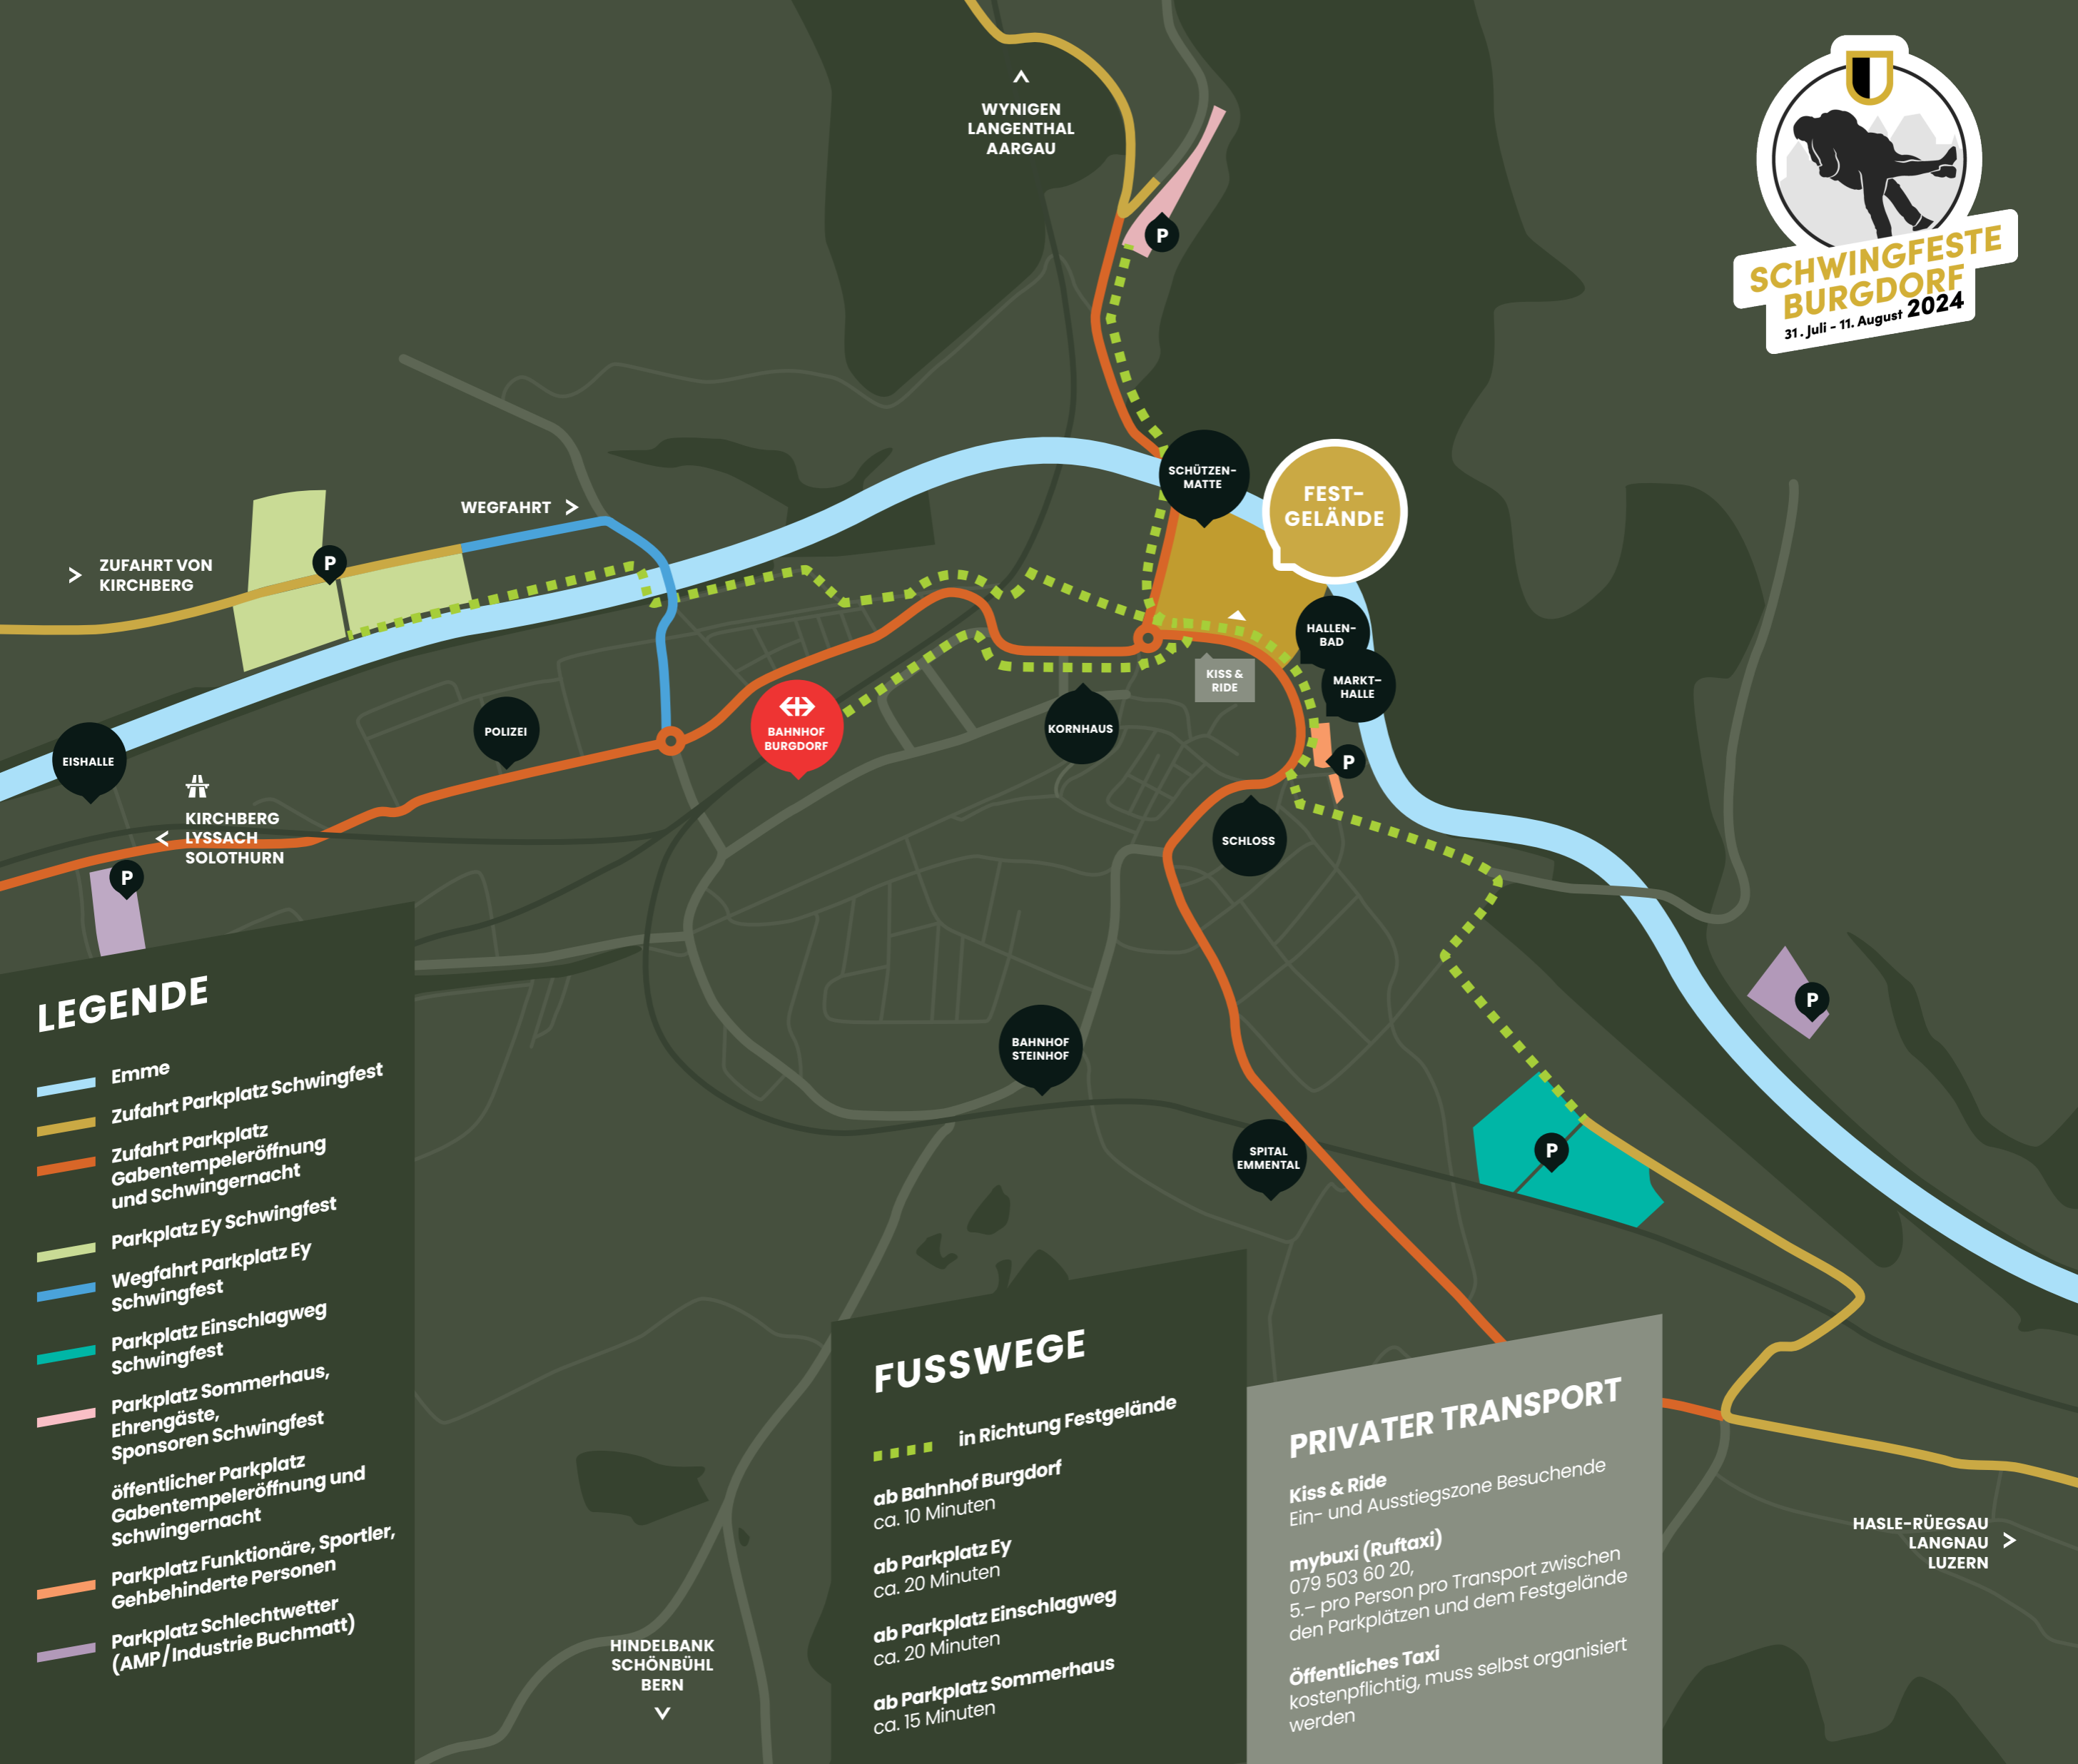 WYNIGEN
LANGENTHAL
AARGAU
P
SCHWINGFESTE
BURGDORF
31. Juli - 11. August 2024
SCHÜTZEN-
MATTE
FEST-
GELÄNDE
WEGFAHRT
ZUFAHRT VON
KIRCHBERG
P
HALLEN-
BAD
KISS &
RIDE
MARKT-
HALLE
POLIZEI
BAHNHOF
BURGDORF
KORNHAUS
EISHALLE
P
KIRCHBERG
LYSSACH
SOLOTHURN
SCHLOSS
P
P
BAHNHOF
STEINHOF
SPITAL
EMMENTAL
P
HASLE-RÜEGSAU
LANGNAU
LUZERN
HINDELBANK
SCHÖNBÜHL
BERN
LEGENDE
Emme
Zufahrt Parkplatz Schwingfest
Zufahrt Parkplatz
Gabentempeleröffnung
und Schwingernacht
Parkplatz Ey Schwingfest
Wegfahrt Parkplatz Ey
Schwingfest
Parkplatz Einschlagweg
Schwingfest
Parkplatz Sommerhaus,
Ehrengäste,
Sponsoren Schwingfest
öffentlicher Parkplatz
Gabentempeleröffnung und
Schwingernacht
Parkplatz Funktionäre, Sportler,
Gehbehinderte Personen
Parkplatz Schlechtwetter
(AMP/Industrie Buchmatt)
FUSSWEGE
in Richtung Festgelände
ab Bahnhof Burgdorf
ca. 10 Minuten
ab Parkplatz Ey
ca. 20 Minuten
ab Parkplatz Einschlagweg
ca. 20 Minuten
ab Parkplatz Sommerhaus
ca. 15 Minuten
PRIVATER TRANSPORT
Kiss & Ride
Ein- und Ausstiegszone Besuchende
mybuxi (Ruftaxi)
079 503 60 20,
5.– pro Person pro Transport zwischen
den Parkplätzen und dem Festgelände
Öffentliches Taxi
kostenpflichtig, muss selbst organisiert
werden